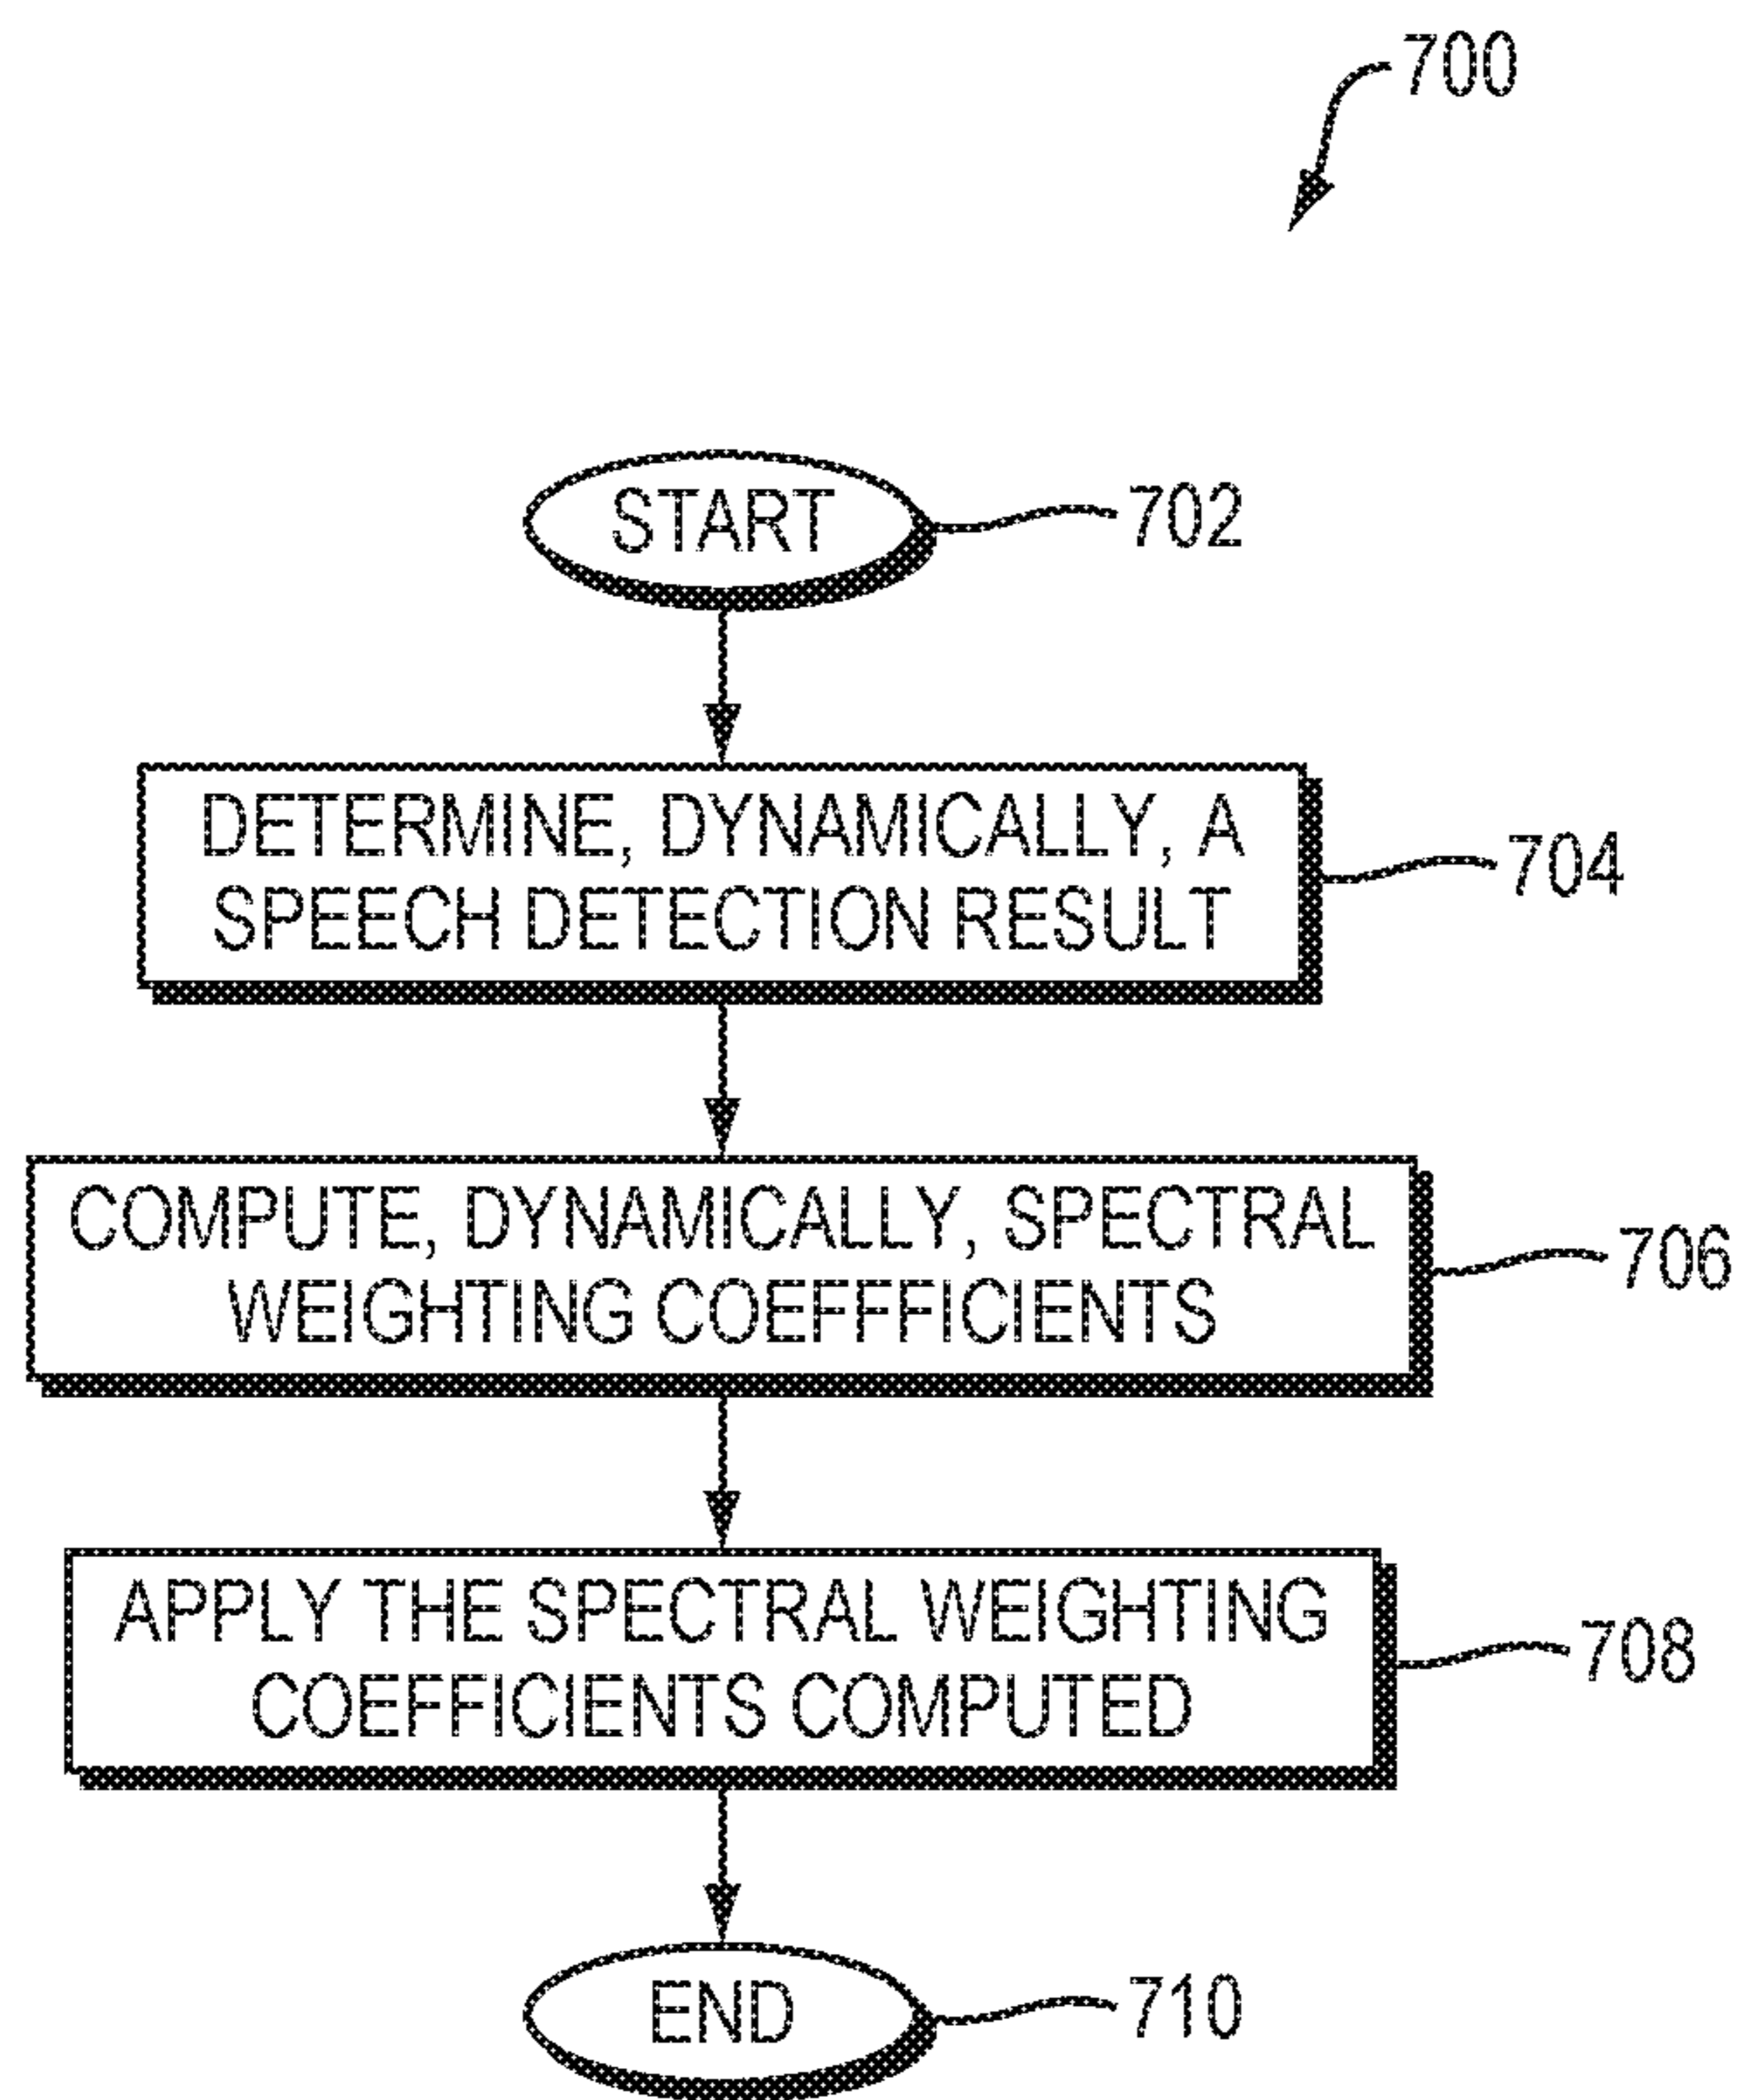 700
START
702
DETERMINE, DYNAMICALLY, A
SPEECH DETECTION RESULT
704
COMPUTE, DYNAMICALLY, SPECTRAL
WEIGHTING COEFFFICIENTS
706
APPLY THE SPECTRAL WEIGHTING
COEFFICIENTS COMPUTED
708
END
710